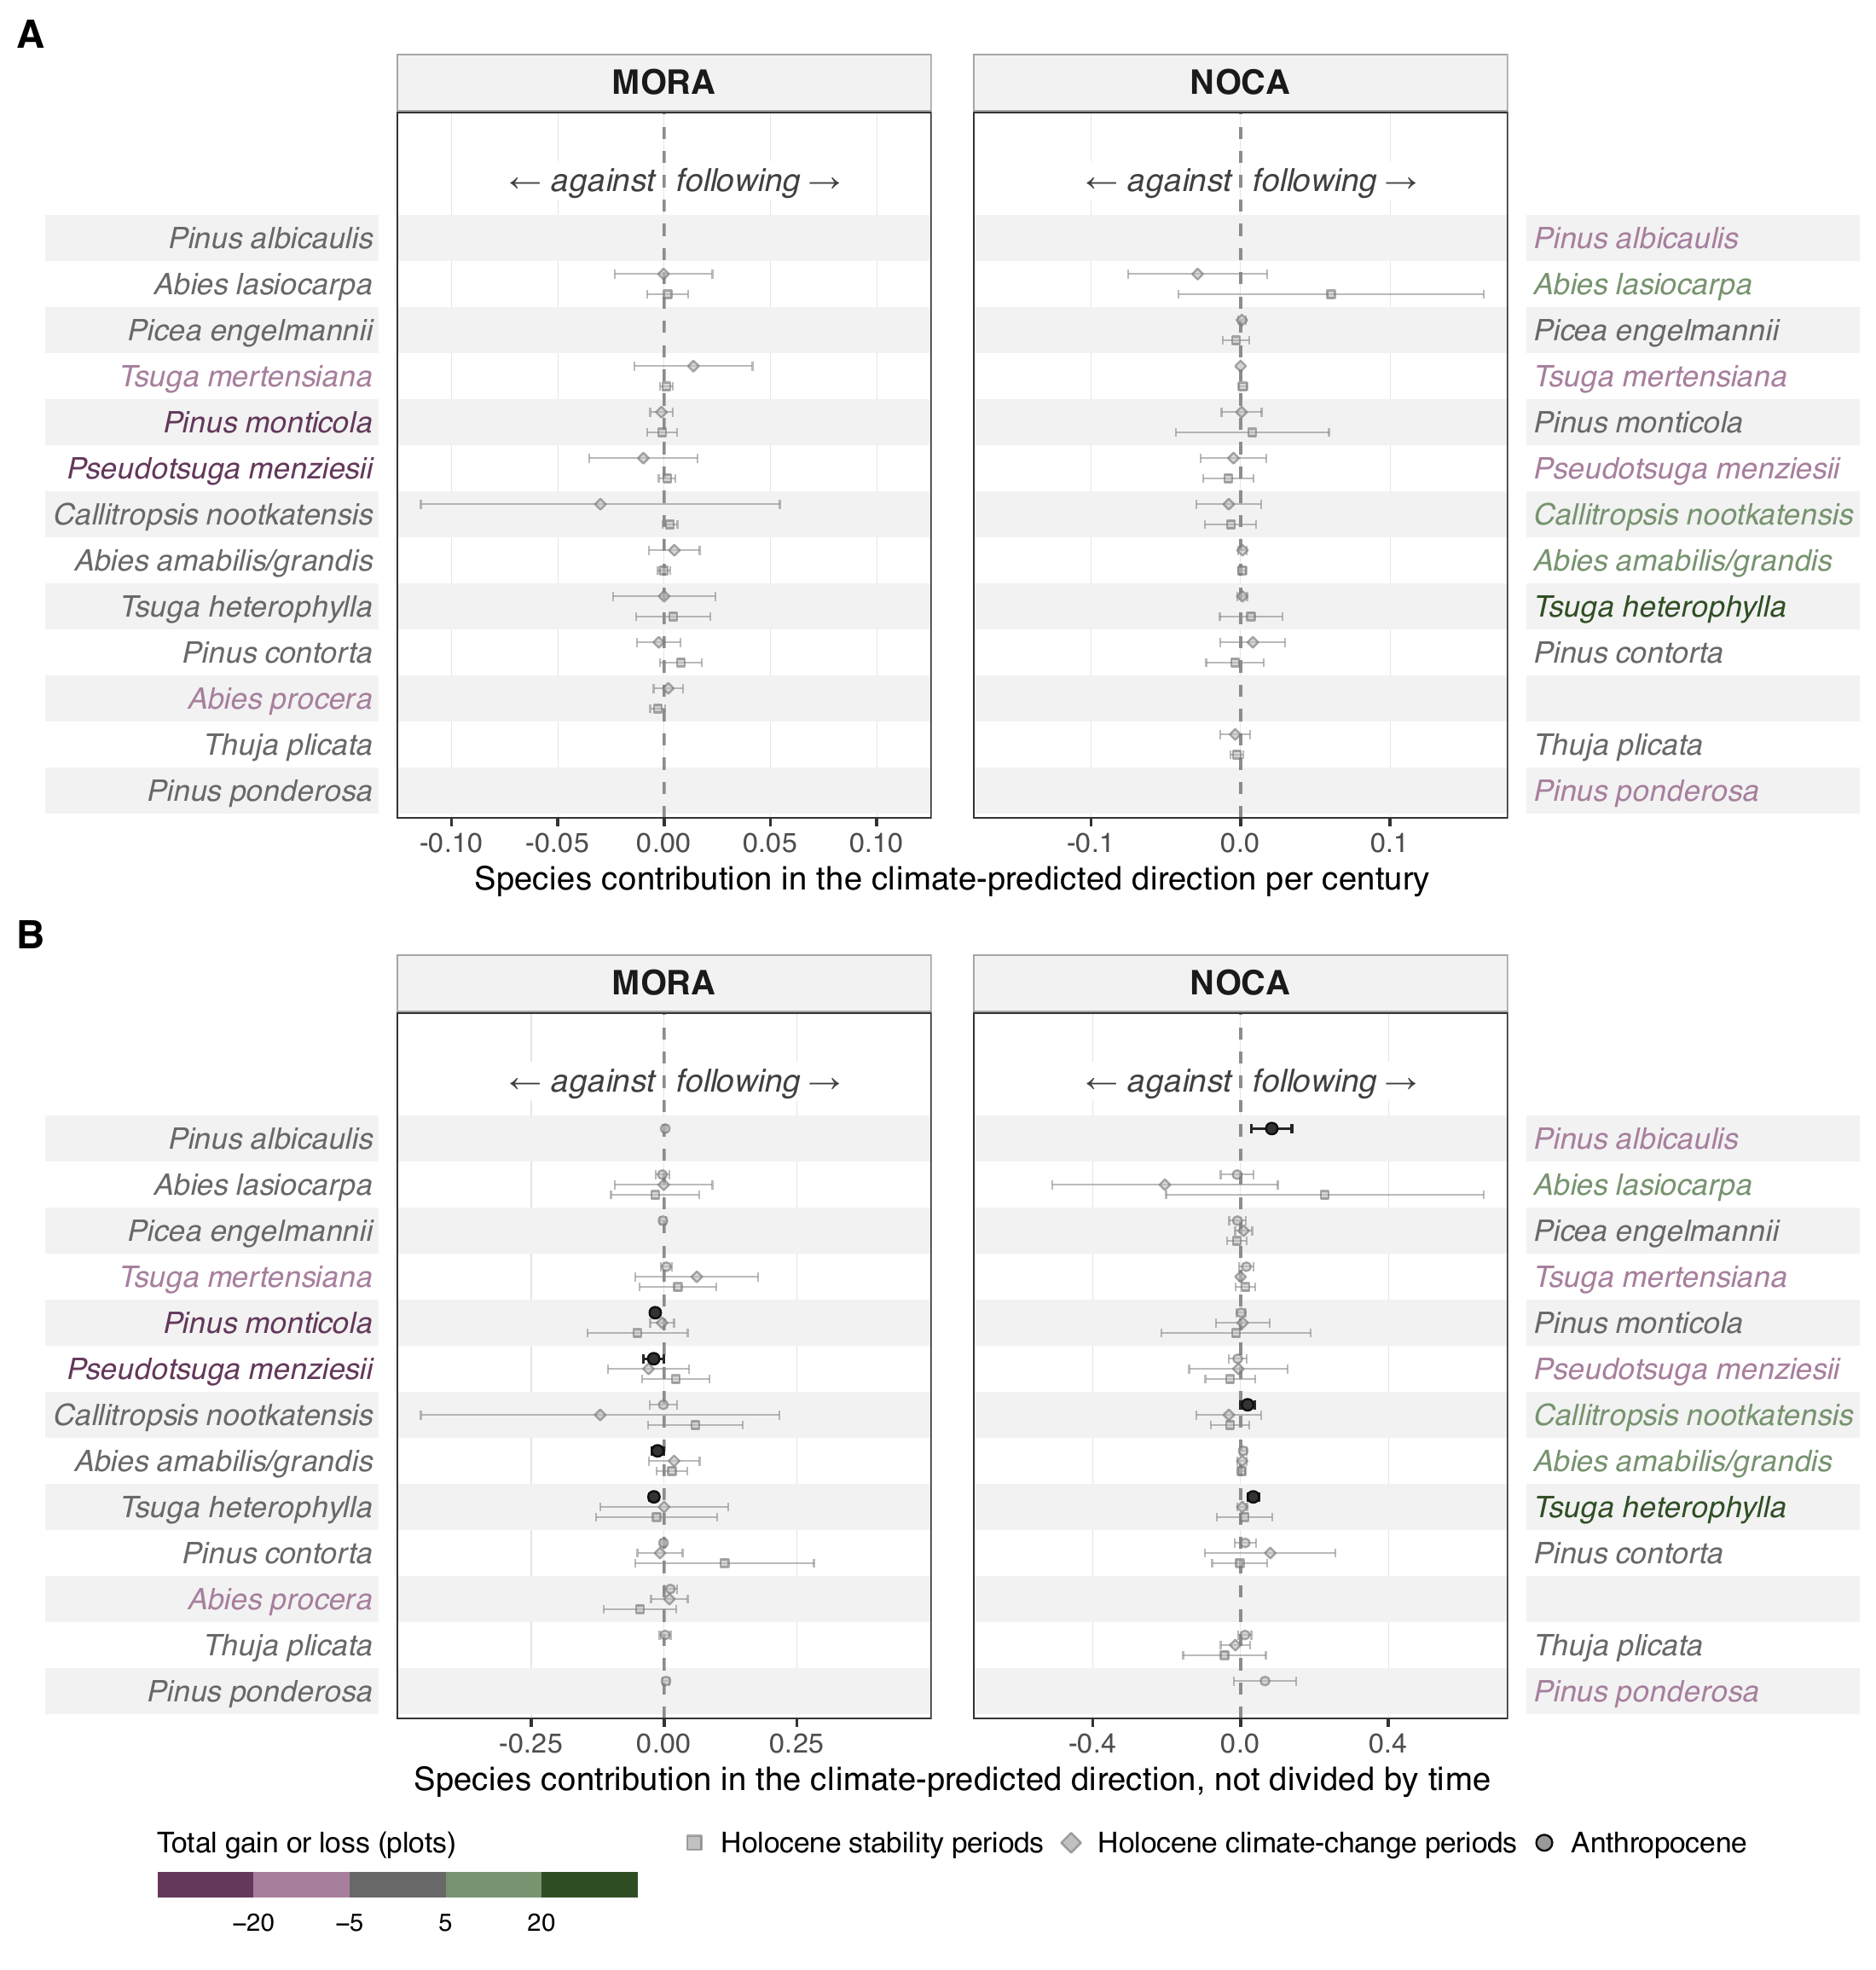 A
MORA
NOCA
← against following →
← against following →
Pinus albicaulis
Pinus albicaulis
Abies lasiocarpa
Abies lasiocarpa
Picea engelmannii
Picea engelmannii
Tsuga mertensiana
Tsuga mertensiana
Pinus monticola
Pinus monticola
Pseudotsuga menziesii
Pseudotsuga menziesii
Callitropsis nootkatensis
Callitropsis nootkatensis
Abies amabilis/grandis
Abies amabilis/grandis
Tsuga heterophylla
Tsuga heterophylla
Pinus contorta
Pinus contorta
Abies procera
Thuja plicata
Thuja plicata
Pinus ponderosa
Pinus ponderosa
-0.10 -0.05 0.00 0.05 0.10
-0.1 0.0 0.1
Species contribution in the climate-predicted direction per century
B
MORA
NOCA
← against following →
← against following →
Pinus albicaulis
Pinus albicaulis
Abies lasiocarpa
Abies lasiocarpa
Picea engelmannii
Picea engelmannii
Tsuga mertensiana
Tsuga mertensiana
Pinus monticola
Pinus monticola
Pseudotsuga menziesii
Pseudotsuga menziesii
Callitropsis nootkatensis
Callitropsis nootkatensis
Abies amabilis/grandis
Abies amabilis/grandis
Tsuga heterophylla
Tsuga heterophylla
Pinus contorta
Pinus contorta
Abies procera
Thuja plicata
Thuja plicata
Pinus ponderosa
Pinus ponderosa
-0.25 0.00 0.25
-0.4 0.0 0.4
Species contribution in the climate-predicted direction, not divided by time
Total gain or loss (plots)
−20 −5 5 20
Holocene stability periods Holocene climate-change periods Anthropocene